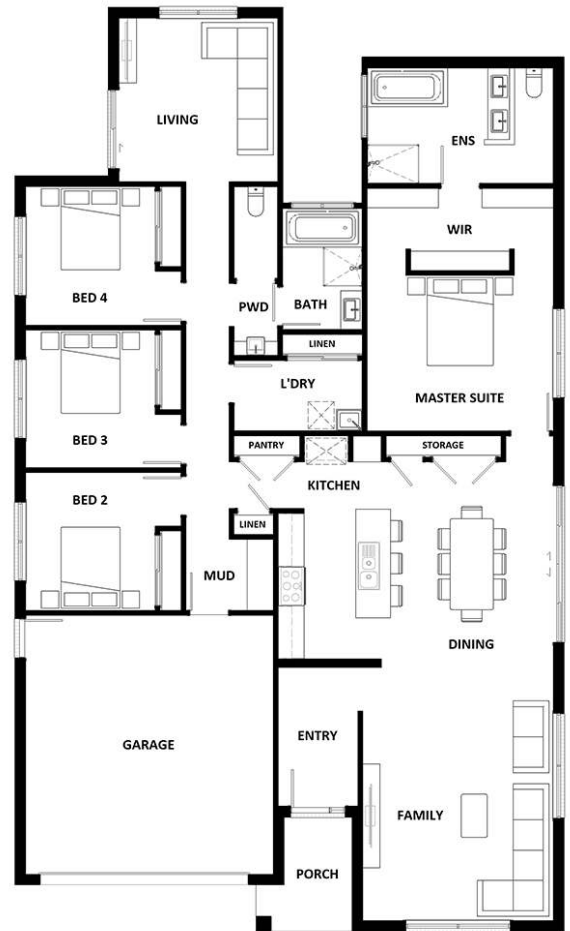 LIVING
ENS
WIR
BED 4
PWD
BATH
LINEN
L'DRY
MASTER SUITE
BED 3
PANTRY
STORAGE
KITCHEN
BED 2
LINEN
MUD
DINING
ENTRY
GARAGE
FAMILY
PORCH